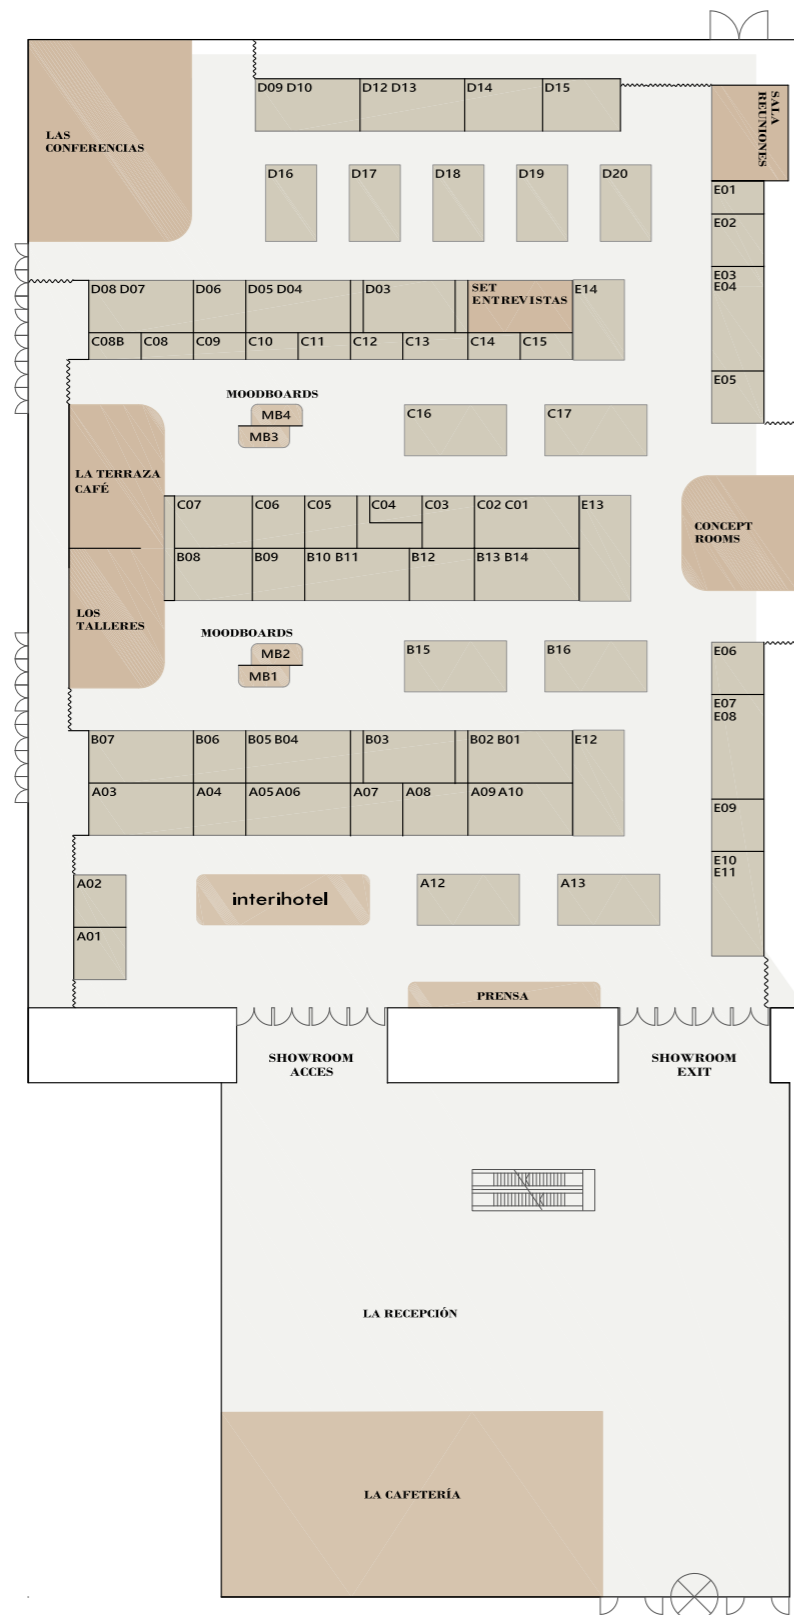 D09 D10
D12 D13
D14
D15
SALA
REUNIONES
LAS
CONFERENCIAS
D16
D17
D18
D19
D20
E01
E02
E03
E04
E05
D08 D07
D06
D05 D04
D03
SET
ENTREVISTAS
E14
C08B
C08
C09
C10
C11
C12
C13
C14
C15
MOODBOARDS
MB4
MB3
C16
C17
LA TERRAZA
CAFÉ
C07
C06
C05
C04
C03
C02 C01
E13
CONCEPT
ROOMS
B08
B09
B10 B11
B12
B13 B14
LOS
TALLERES
MOODBOARDS
MB2
MB1
B15
B16
E06
E07
E08
E09
E10
E11
B07
B06
B05 B04
B03
B02 B01
E12
A03
A04
A05 A06
A07
A08
A09 A10
A02
A01
interihotel
A12
A13
PRENSA
SHOWROOM
ACCES
SHOWROOM
EXIT
LA RECEPCIÓN
LA CAFETERÍA